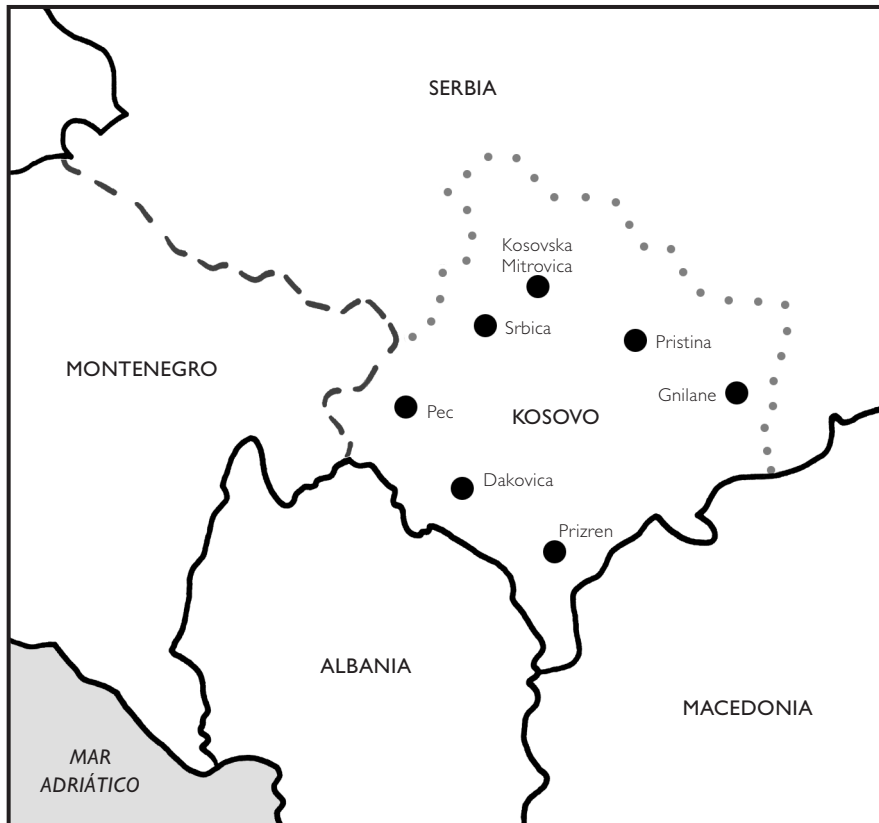 SERBIA
Kosovska
Mitrovica
Srbica
Pristina
MONTENEGRO
Gnilane
Pec
KOSOVO
Dakovica
Prizren
ALBANIA
MACEDONIA
MAR
ADRIÁTICO